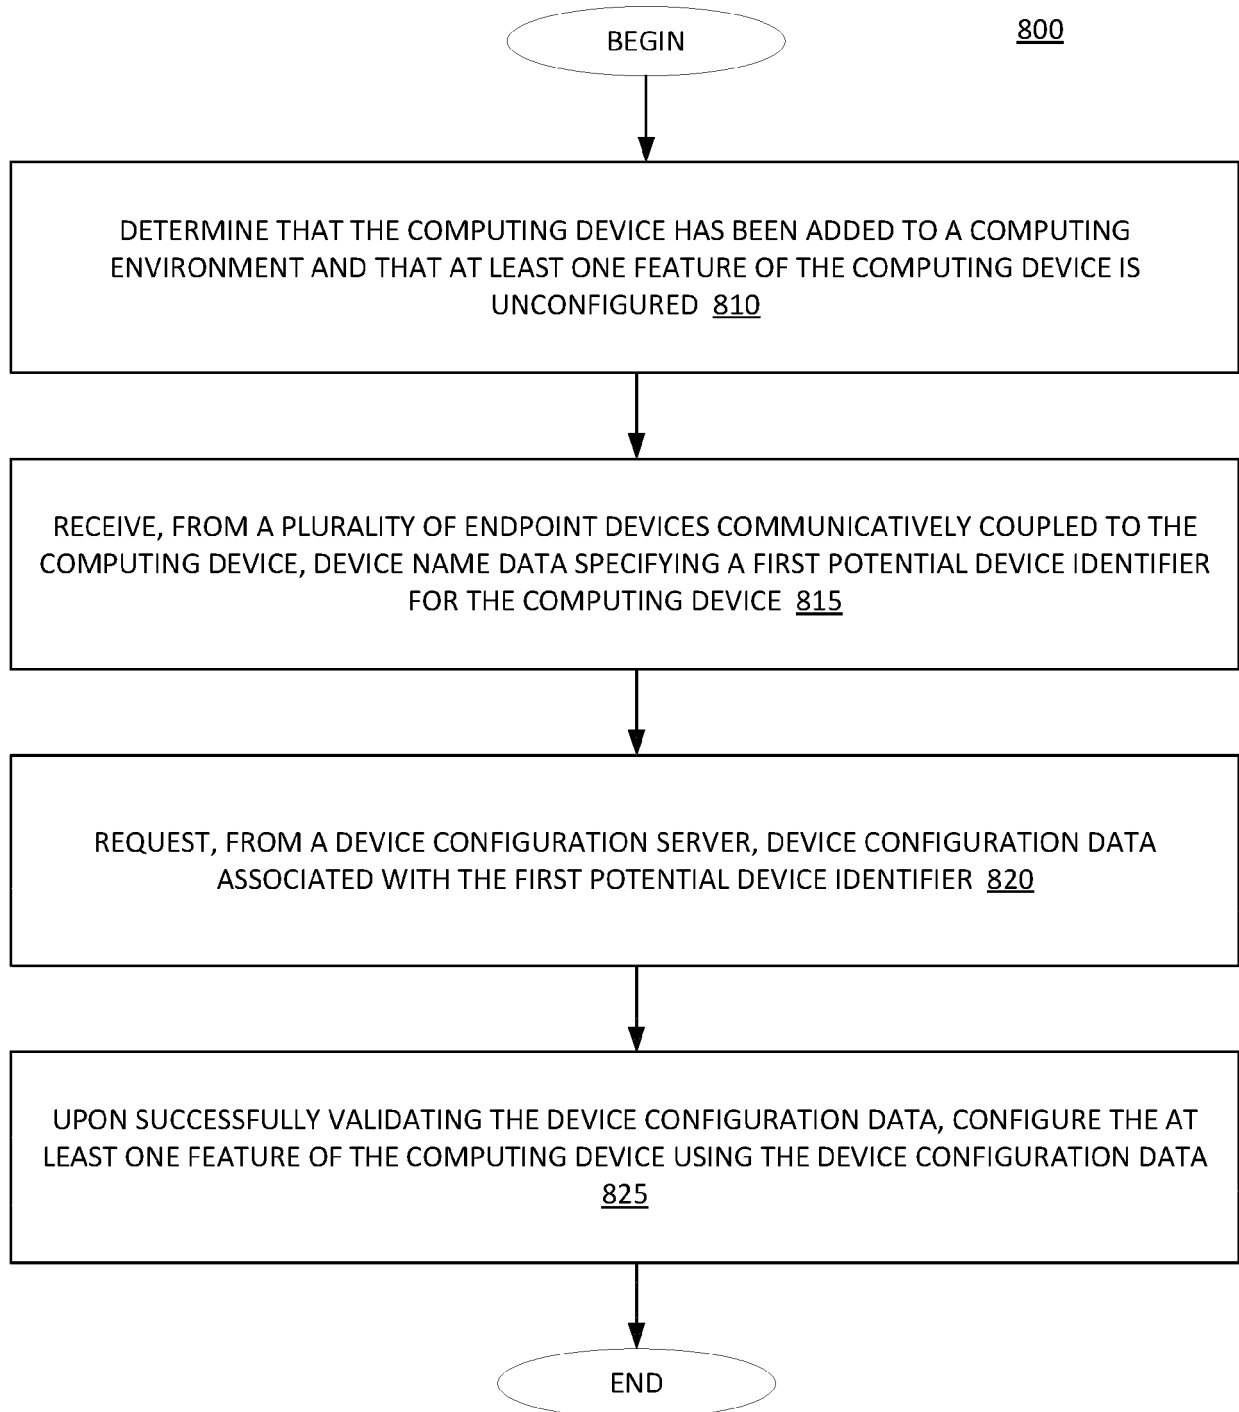 BEGIN
800
DETERMINE THAT THE COMPUTING DEVICE HAS BEEN ADDED TO A COMPUTING
ENVIRONMENT AND THAT AT LEAST ONE FEATURE OF THE COMPUTING DEVICE IS
UNCONFIGURED 810
RECEIVE, FROM A PLURALITY OF ENDPOINT DEVICES COMMUNICATIVELY COUPLED TO THE
COMPUTING DEVICE, DEVICE NAME DATA SPECIFYING A FIRST POTENTIAL DEVICE IDENTIFIER
FOR THE COMPUTING DEVICE 815
REQUEST, FROM A DEVICE CONFIGURATION SERVER, DEVICE CONFIGURATION DATA
ASSOCIATED WITH THE FIRST POTENTIAL DEVICE IDENTIFIER 820
UPON SUCCESSFULLY VALIDATING THE DEVICE CONFIGURATION DATA, CONFIGURE THE AT
LEAST ONE FEATURE OF THE COMPUTING DEVICE USING THE DEVICE CONFIGURATION DATA
825
END